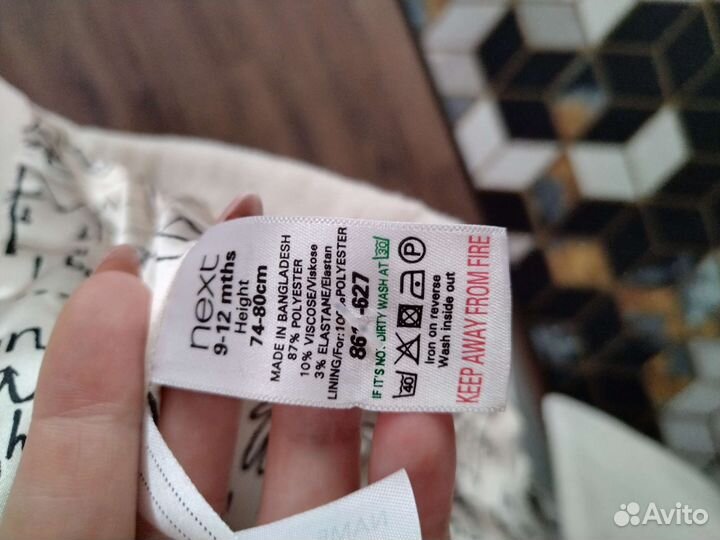 next
9-12 mths
Height
74-80cm
MADE IN BANGLADESH
87% POLYESTER
10% VISCOSE/Viskose
3% ELASTANE/Elastan
LINING/For: POLYESTER
627
IF IT'S NO. DIRTY WASH AT 30
40 P
Iron on reverse
Wash inside out
KEEP AWAY FROM FIRE
Avito